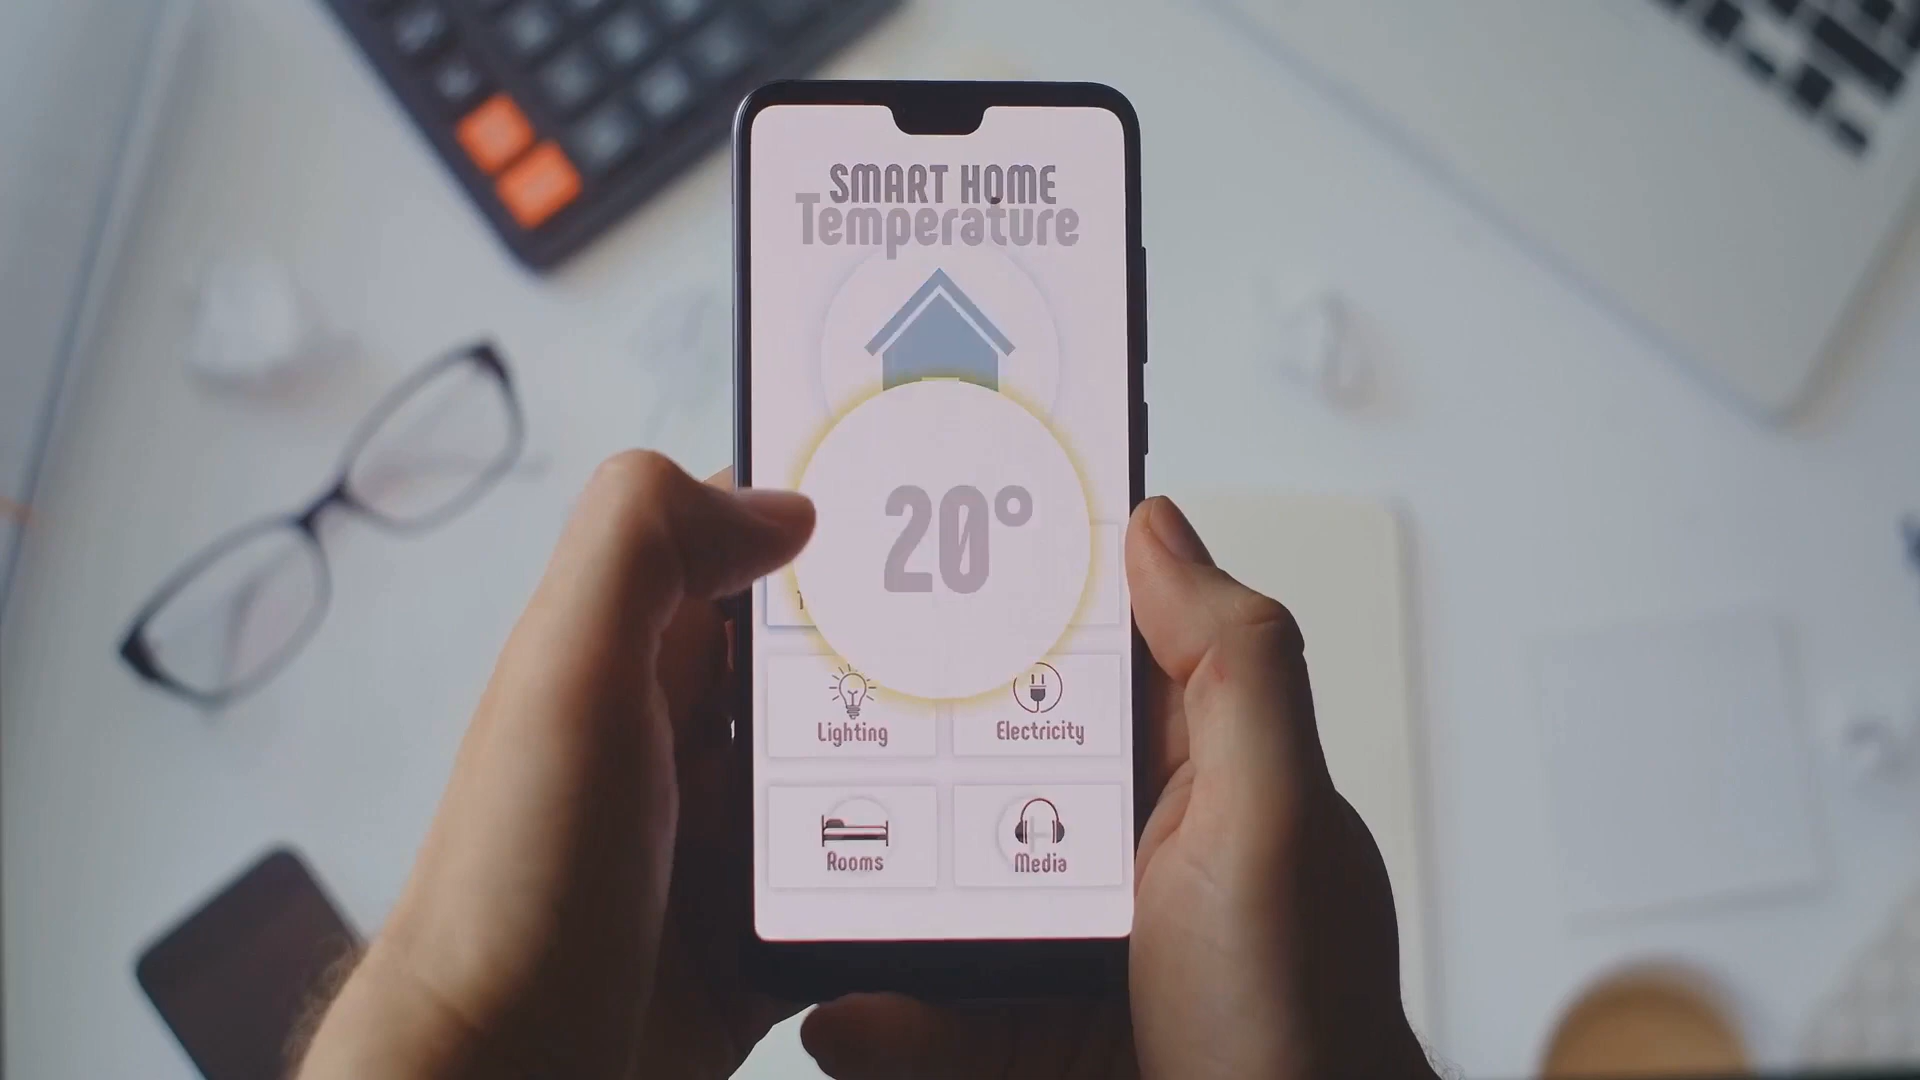 SMART HOME
Temperature
20°
Lighting
Electricity
Rooms
Media